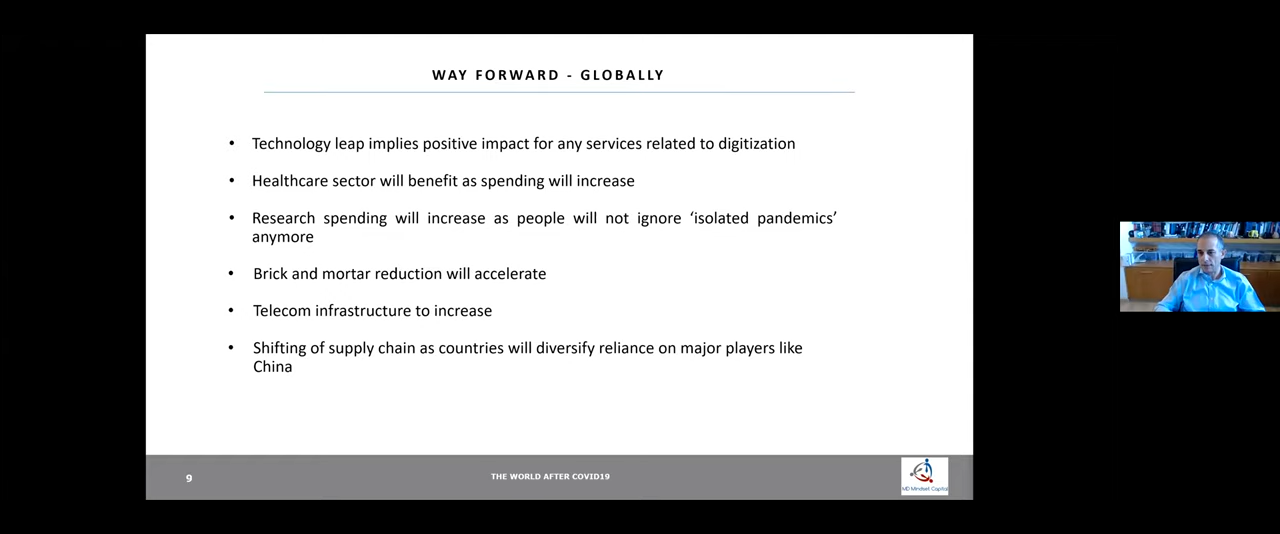 WAY FORWARD - GLOBALLY
• Technology leap implies positive impact for any services related to digitization
• Healthcare sector will benefit as spending will increase
• Research spending will increase as people will not ignore ‘isolated pandemics’
anymore
• Brick and mortar reduction will accelerate
• Telecom infrastructure to increase
• Shifting of supply chain as countries will diversify reliance on major players like
China
9
THE WORLD AFTER COVID19
MD Mindset Capital